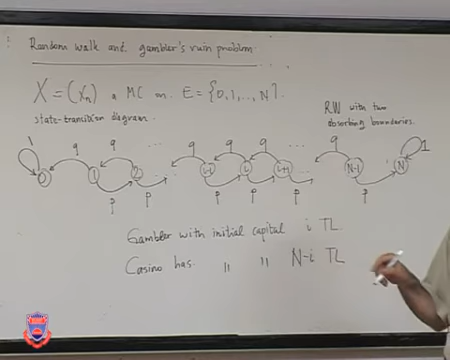 Random walk and gambler's ruin problem.
X = (Xn) a MC on E = {0,1,..,N}.
state-transition diagram.
RW with two
absorbing boundaries.
1 q q ... q q q ... q 1
0 1 2 i-1 i i+1 N-1 N
p p p p p p
Gambler with initial capital i TL
Casino has " " N-i TL